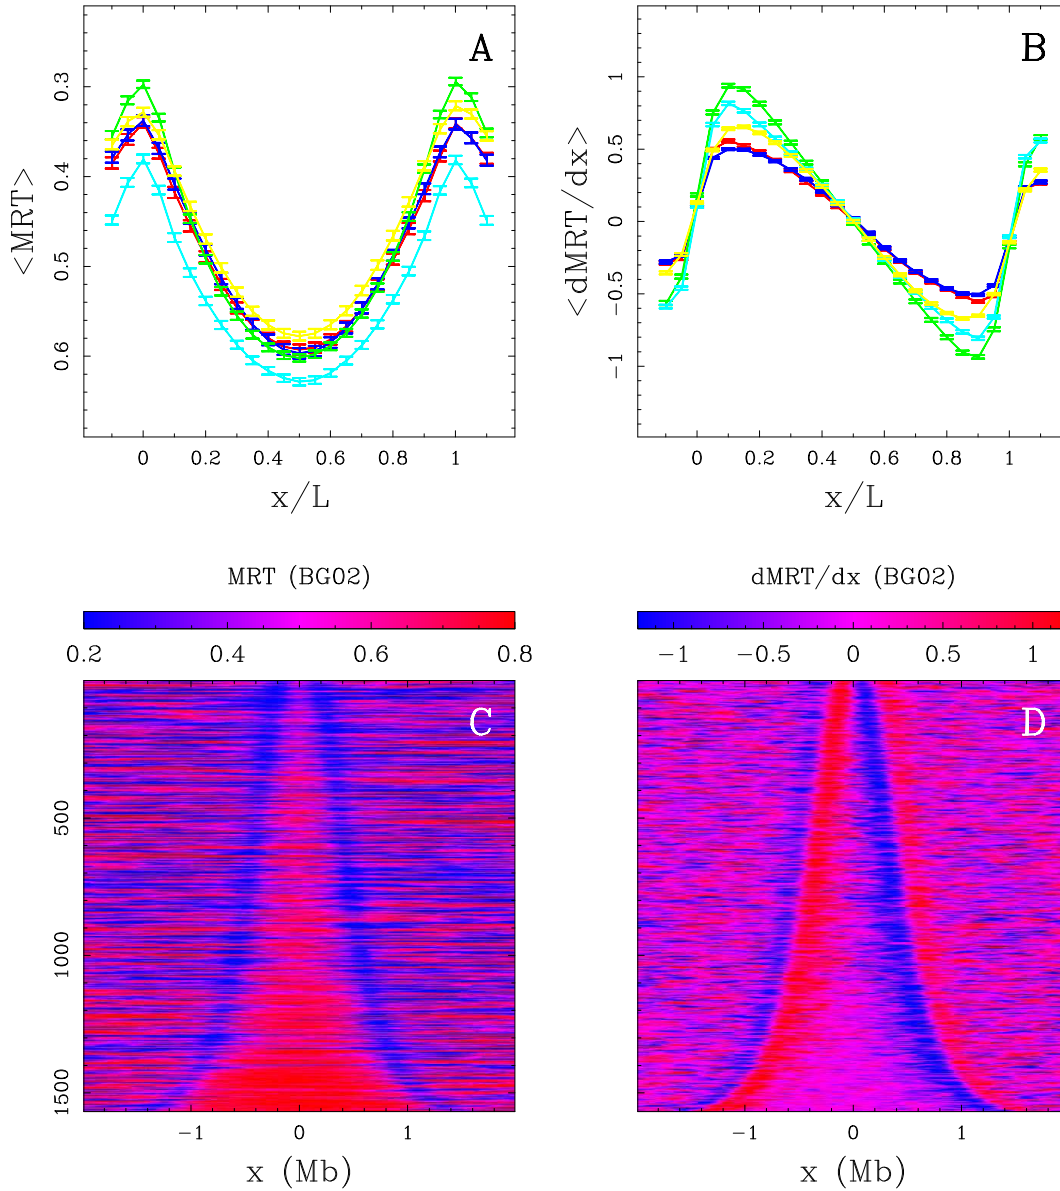 A
<MRT>
0.3
0.4
0.5
0.6
0 0.2 0.4 0.6 0.8 1
x/L
B
<dMRT/dx>
1
0.5
0
−0.5
−1
0 0.2 0.4 0.6 0.8 1
x/L
MRT (BG02)
0.2 0.4 0.6 0.8
C
500
1000
1500
−1 0 1
x (Mb)
dMRT/dx (BG02)
−1 −0.5 0 0.5 1
D
−1 0 1
x (Mb)